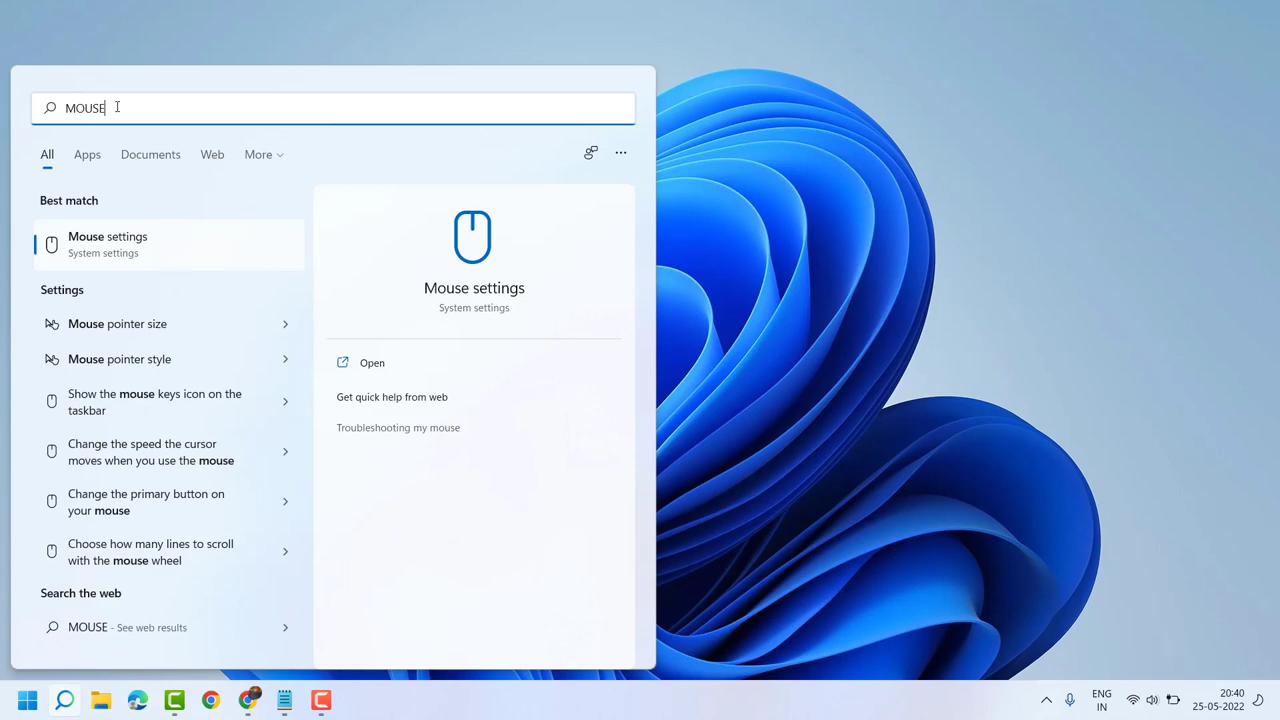 MOUSE
All Apps Documents Web More
Best match
Mouse settings
System settings
Settings
Mouse pointer size
Mouse pointer style
Show the mouse keys icon on the
taskbar
Change the speed the cursor
moves when you use the mouse
Change the primary button on
your mouse
Choose how many lines to scroll
with the mouse wheel
Search the web
MOUSE - See web results
Mouse settings
System settings
Open
Get quick help from web
Troubleshooting my mouse
ENG
IN
20:40
25-05-2022